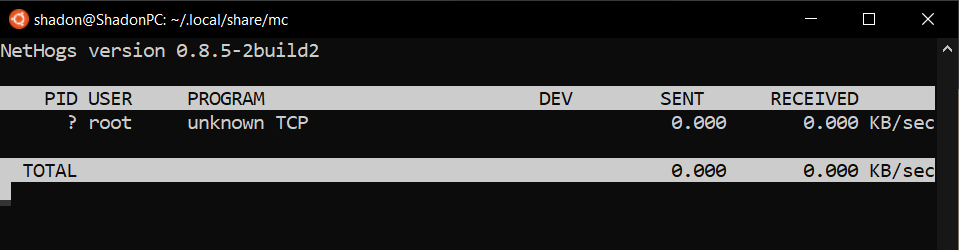 shadon@ShadonPC: ~/.local/share/mc
NetHogs version 0.8.5-2build2
PID USER PROGRAM DEV SENT RECEIVED
? root unknown TCP 0.000 0.000 KB/sec
TOTAL 0.000 0.000 KB/sec